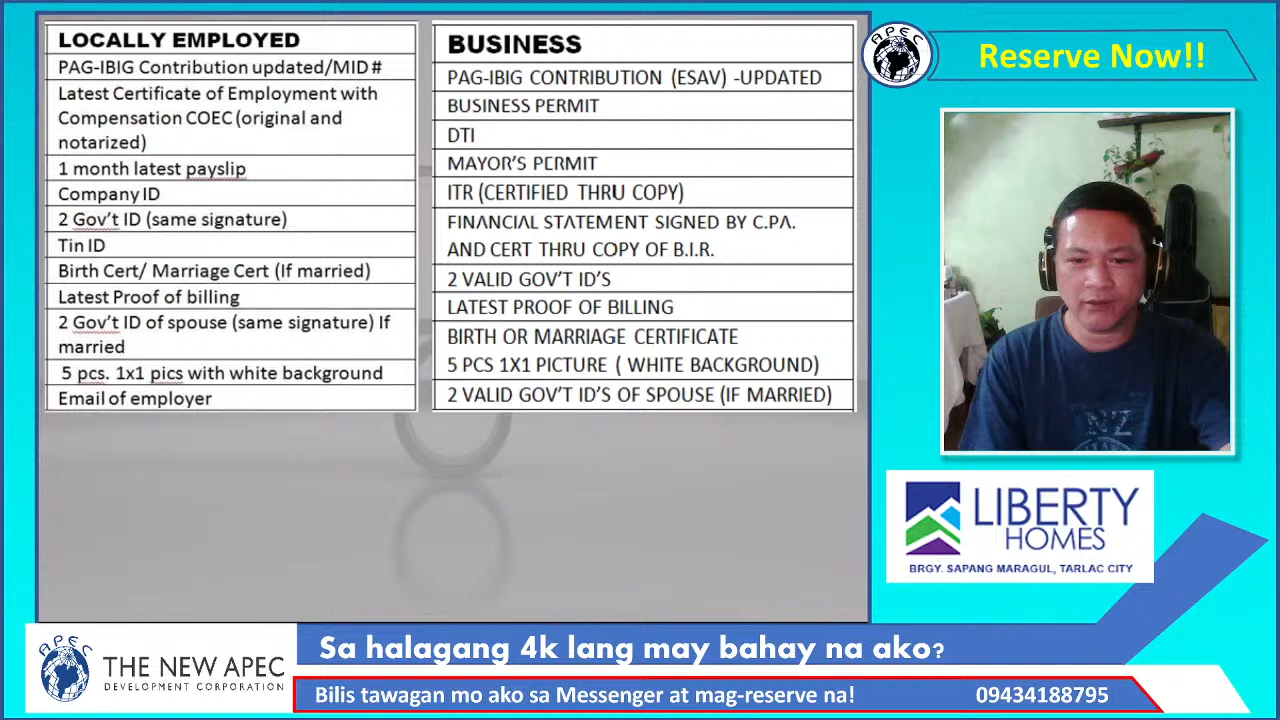 LOCALLY EMPLOYED
PAG-IBIG Contribution updated/MID #
Latest Certificate of Employment with
Compensation COEC (original and
notarized)
1 month latest payslip
Company ID
2 Gov't ID (same signature)
Tin ID
Birth Cert/ Marriage Cert (If married)
Latest Proof of billing
2 Gov't ID of spouse (same signature) If
married
5 pcs. 1x1 pics with white background
Email of employer
BUSINESS
PAG-IBIG CONTRIBUTION (ESAV) -UPDATED
BUSINESS PERMIT
DTI
MAYOR'S PERMIT
ITR (CERTIFIED THRU COPY)
FINANCIAL STATEMENT SIGNED BY C.PA.
AND CERT THRU COPY OF B.I.R.
2 VALID GOV'T ID'S
LATEST PROOF OF BILLING
BIRTH OR MARRIAGE CERTIFICATE
5 PCS 1X1 PICTURE ( WHITE BACKGROUND)
2 VALID GOV'T ID'S OF SPOUSE (IF MARRIED)
APEC
Reserve Now!!
NZ
LIBERTY
HOMES
BRGY. SAPANG MARAGUL, TARLAC CITY
APEC
THE NEW APEC
DEVELOPMENT CORPORATION
Sa halagang 4k lang may bahay na ako?
Bilis tawagan mo ako sa Messenger at mag-reserve na! 09434188795